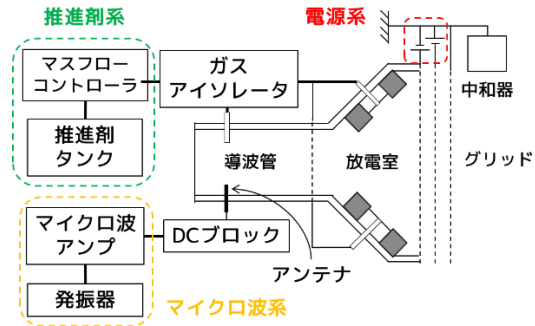 推進剤系
電源系
マスフロー
コントローラ
ガス
アイソレータ
中和器
推進剤
タンク
導波管
放電室
グリッド
マイクロ波
アンプ
DCブロック
アンテナ
発振器
マイクロ波系